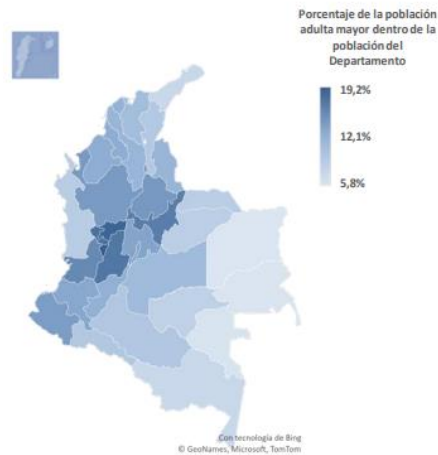 Porcentaje de la población
adulta mayor dentro de la
población del
Departamento
19,2%
12,1%
5,8%
Con tecnología de Bing
© GeoNames, Microsoft, TomTom